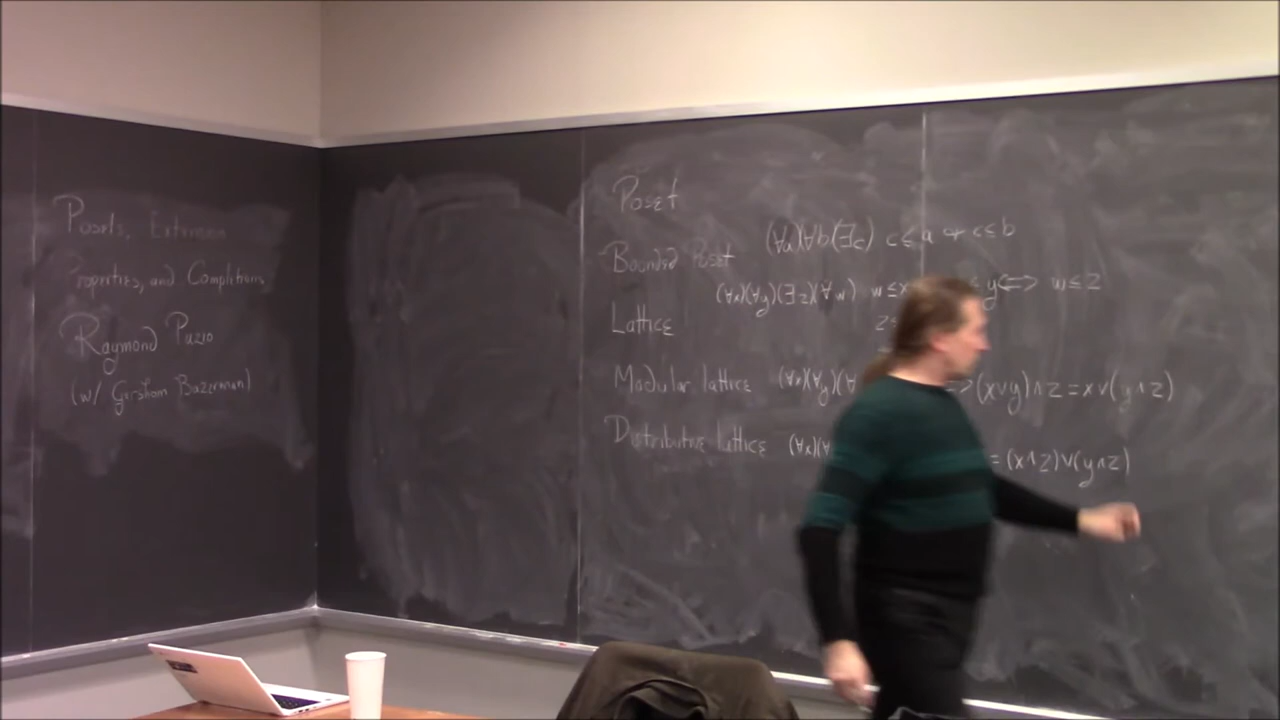 Posets, Extension
Properties, and Completions
Raymond Puzio
(w/ Gershom Bazerman)
Poset
(∀a)∀b(∃c) c≤a c≤b
Bounded Poset
(∀x)(∀y)(∃z)(∀w) w≤x y⟺ w≤z
Lattice
z≤
Modular lattice (∀x)(∀y)(∀ => (x∨y)∧z=x∨(y∧z)
Distributive lattice (∀x)(∀ = (x∧z)∨(y∧z)